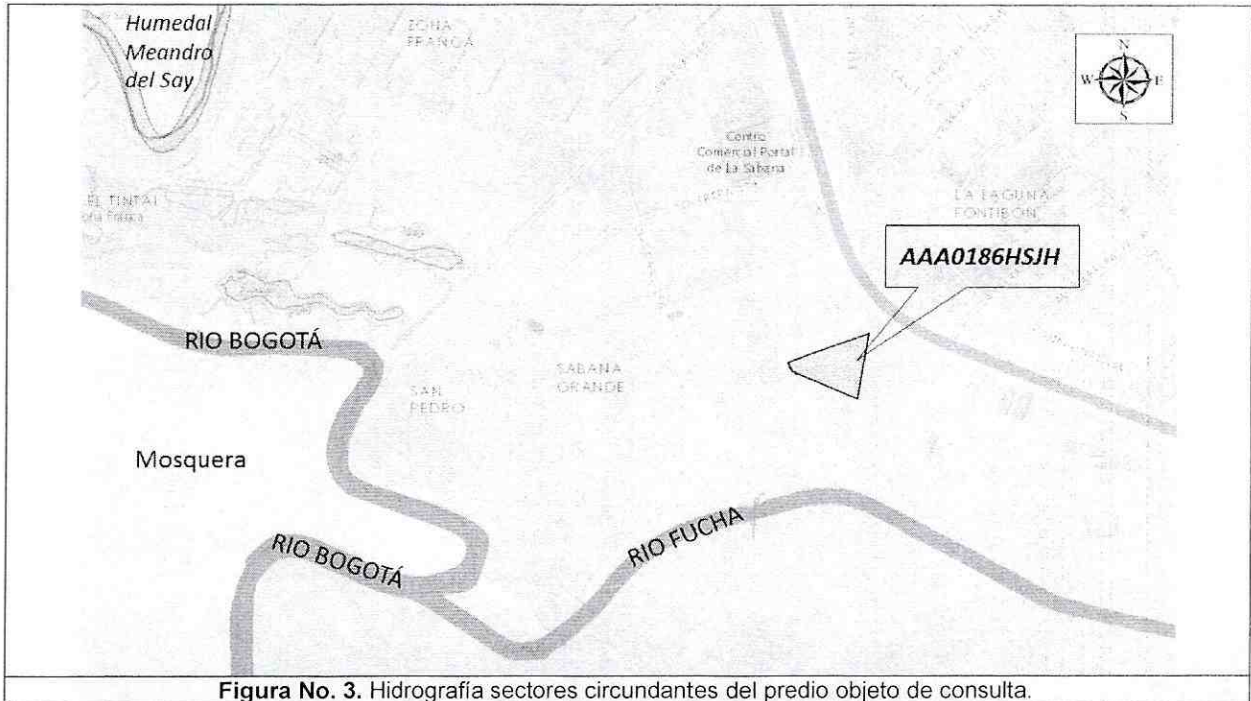 Humedal
Meandro
del Say
ZONA
FRANCA
N
W E
S
Centro
Comercial Portal
de La Sabana
EL TINTAL
LA LAGUNA
FONTIBÓN
AAA0186HSJH
RIO BOGOTÁ
SABANA
GRANDE
SAN
PEDRO
Mosquera
RIO BOGOTÁ
RIO FUCHA
Figura No. 3. Hidrografía sectores circundantes del predio objeto de consulta.